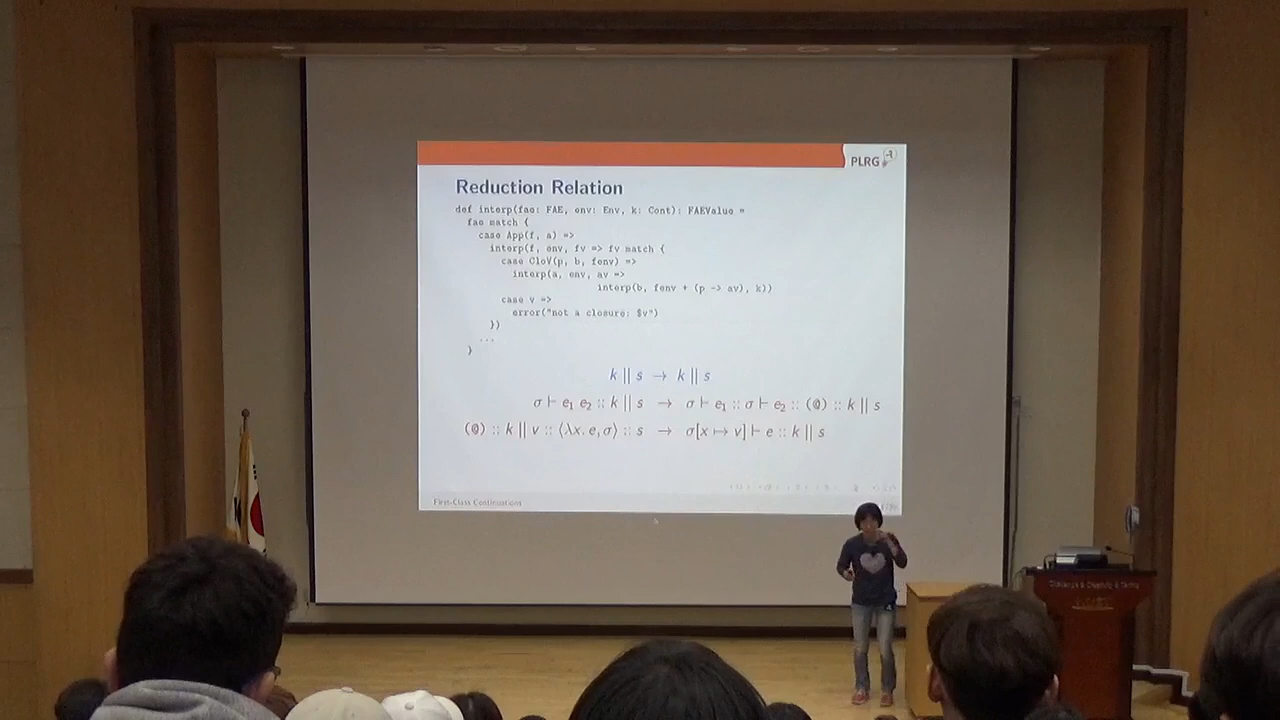 PLRG
Reduction Relation
def interp(fae: FAE, env: Env, k: Cont): FAEValue =
fae match {
case App(f, a) =>
interp(f, env, fv => fv match {
case CloV(p, b, fenv) =>
interp(a, env, av =>
interp(b, fenv + (p -> av), k))
case v =>
error("not a closure: $v")
})
...
}
k || s → k || s
σ ⊢ e₁ e₂ :: k || s → σ ⊢ e₁ :: σ ⊢ e₂ :: (@) :: k || s
(@) :: k || v :: ⟨λx. e, σ⟩ :: s → σ[x ↦ v] ⊢ e :: k || s
First-Class Continuations